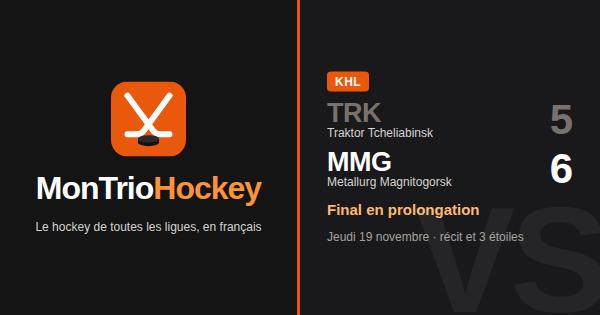 MonTrioHockey
Le hockey de toutes les ligues, en français
KHL
TRK 5
Traktor Tcheliabinsk
MMG 6
Metallurg Magnitogorsk
Final en prolongation
Jeudi 19 novembre · récit et 3 étoiles
VS